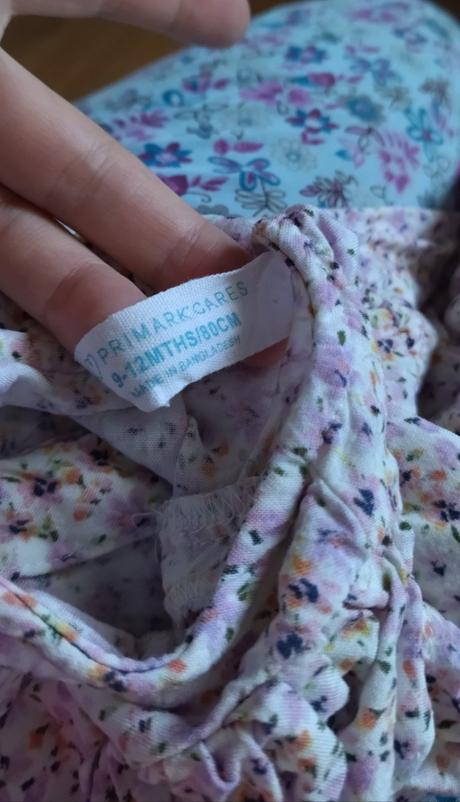 PRIMARK CARES
9-12MTHS/80CM
MADE IN BANGLADESH